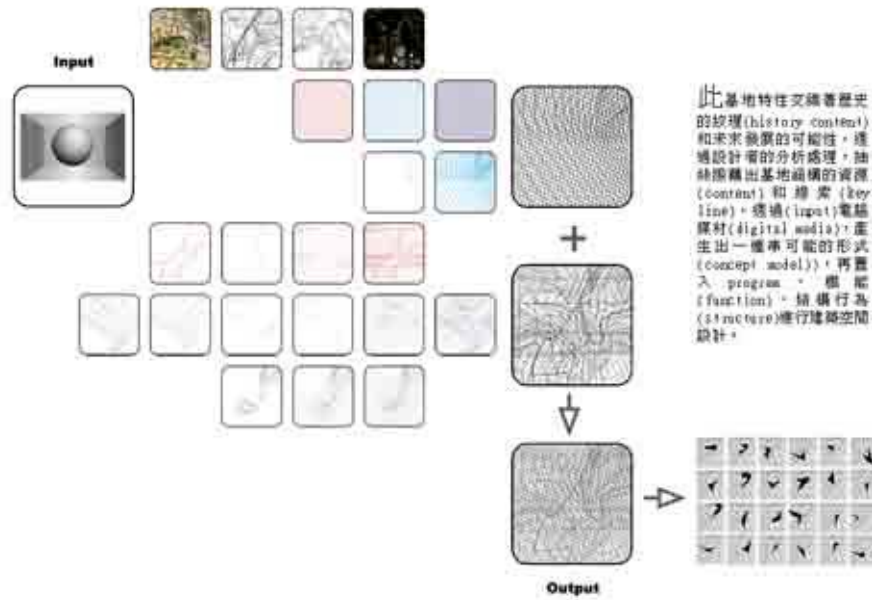 Input
此基地特性交織著歷史
的紋理(history content)
和未來發展的可能性，透
過設計者的分析處理，抽
絲撥繭出基地涵構的資源
(content) 和 線 索 (key
line)，透過(input)電腦
媒材(digital media)，產
生出一種串可能的形式
(concept model))，再置
入 program 、 機 能
(function) 、 結 構 行 為
(structure)進行建築空間
設計。
+
Output